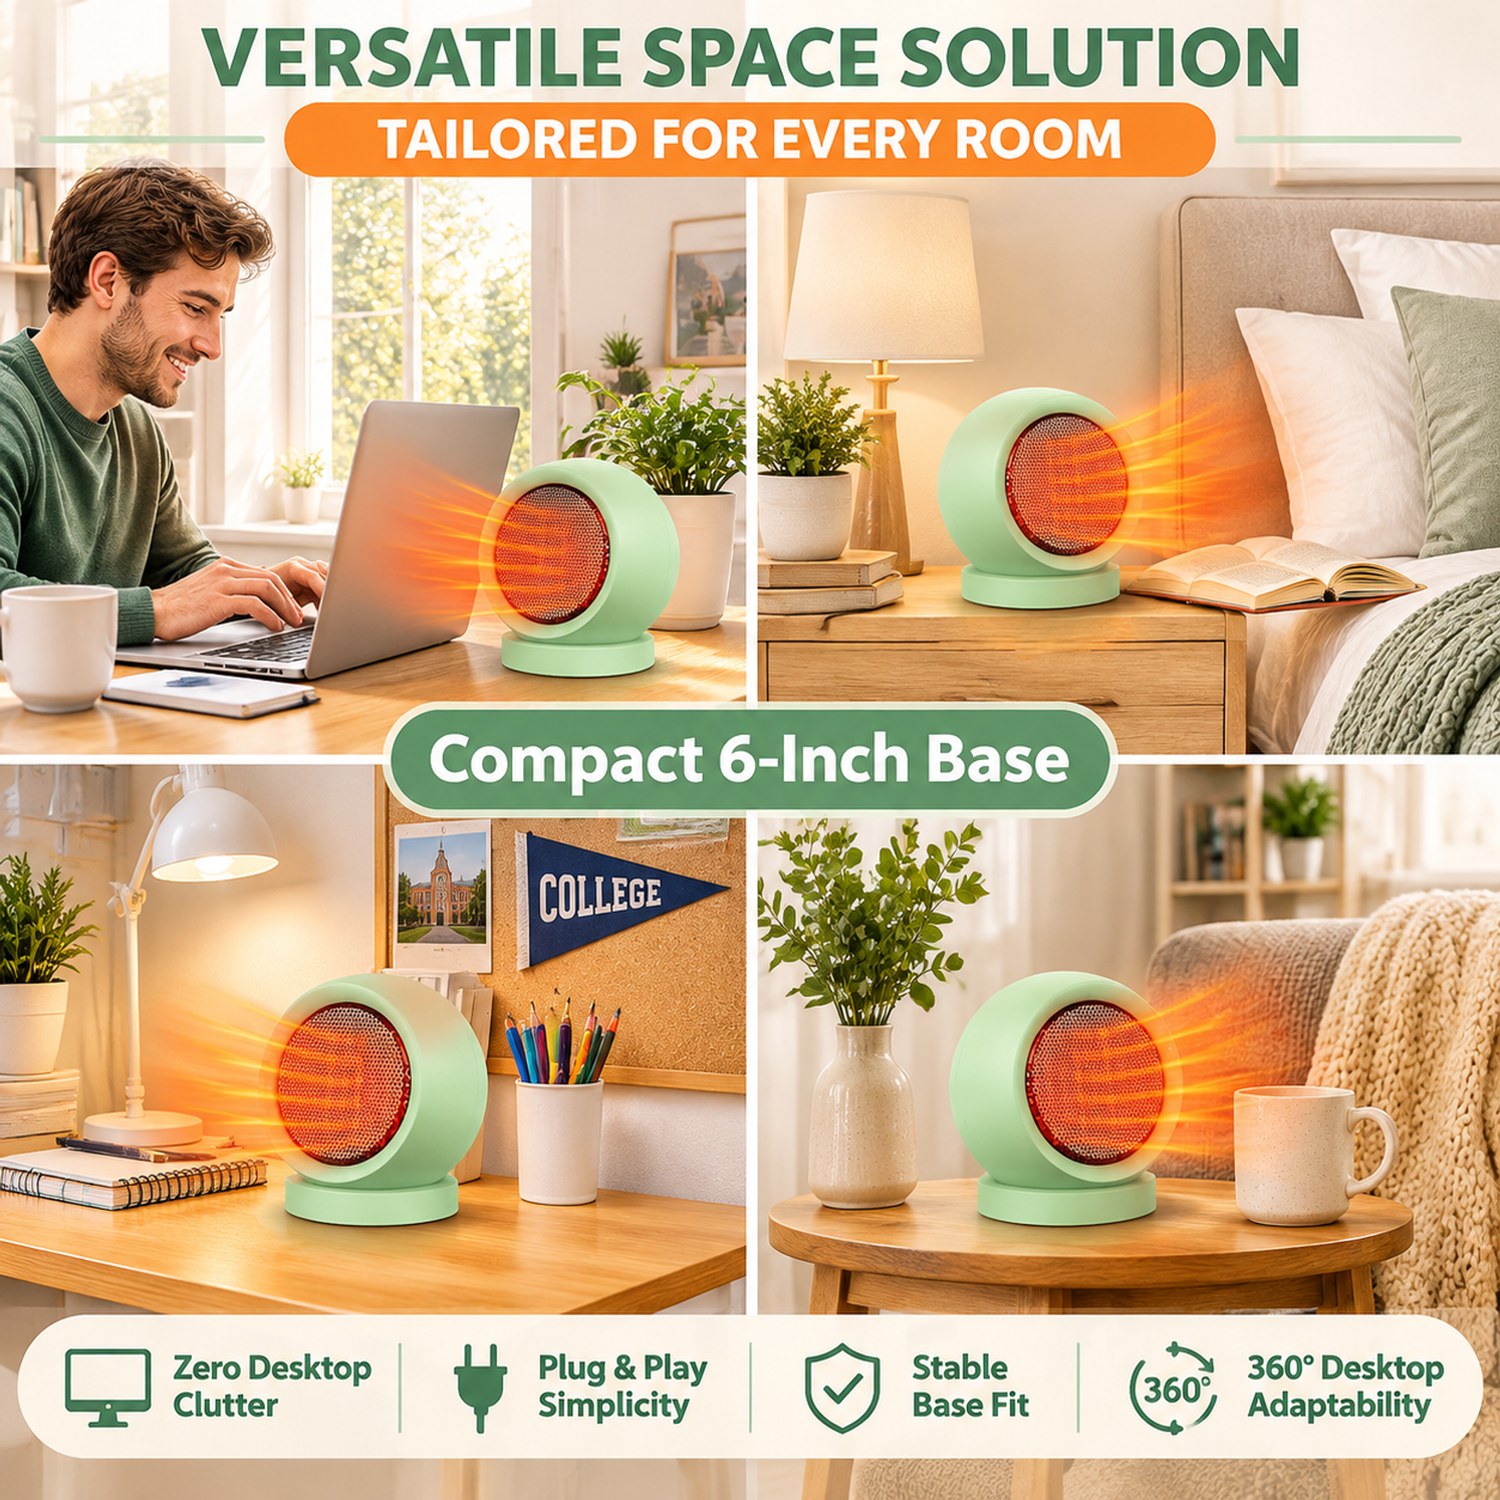 VERSATILE SPACE SOLUTION
TAILORED FOR EVERY ROOM
Compact 6-Inch Base
COLLEGE
Zero Desktop
Clutter
Plug & Play
Simplicity
Stable
Base Fit
360°
360° Desktop
Adaptability